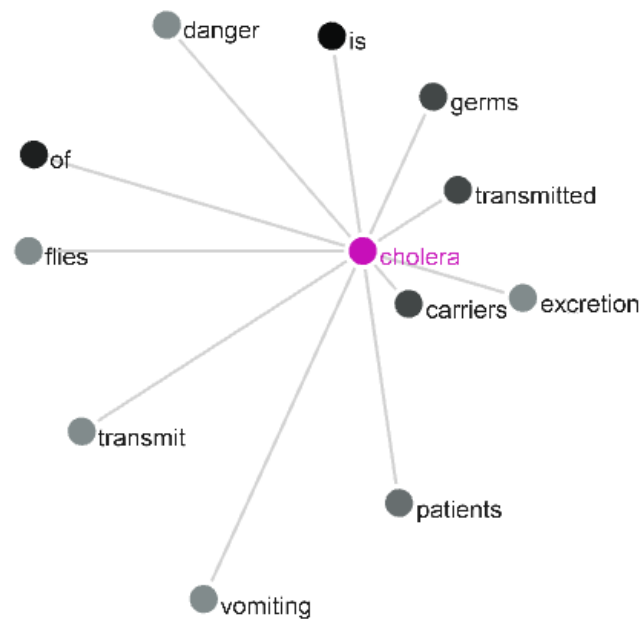 danger
is
germs
of
transmitted
flies
cholera
excretion
carriers
transmit
patients
vomiting